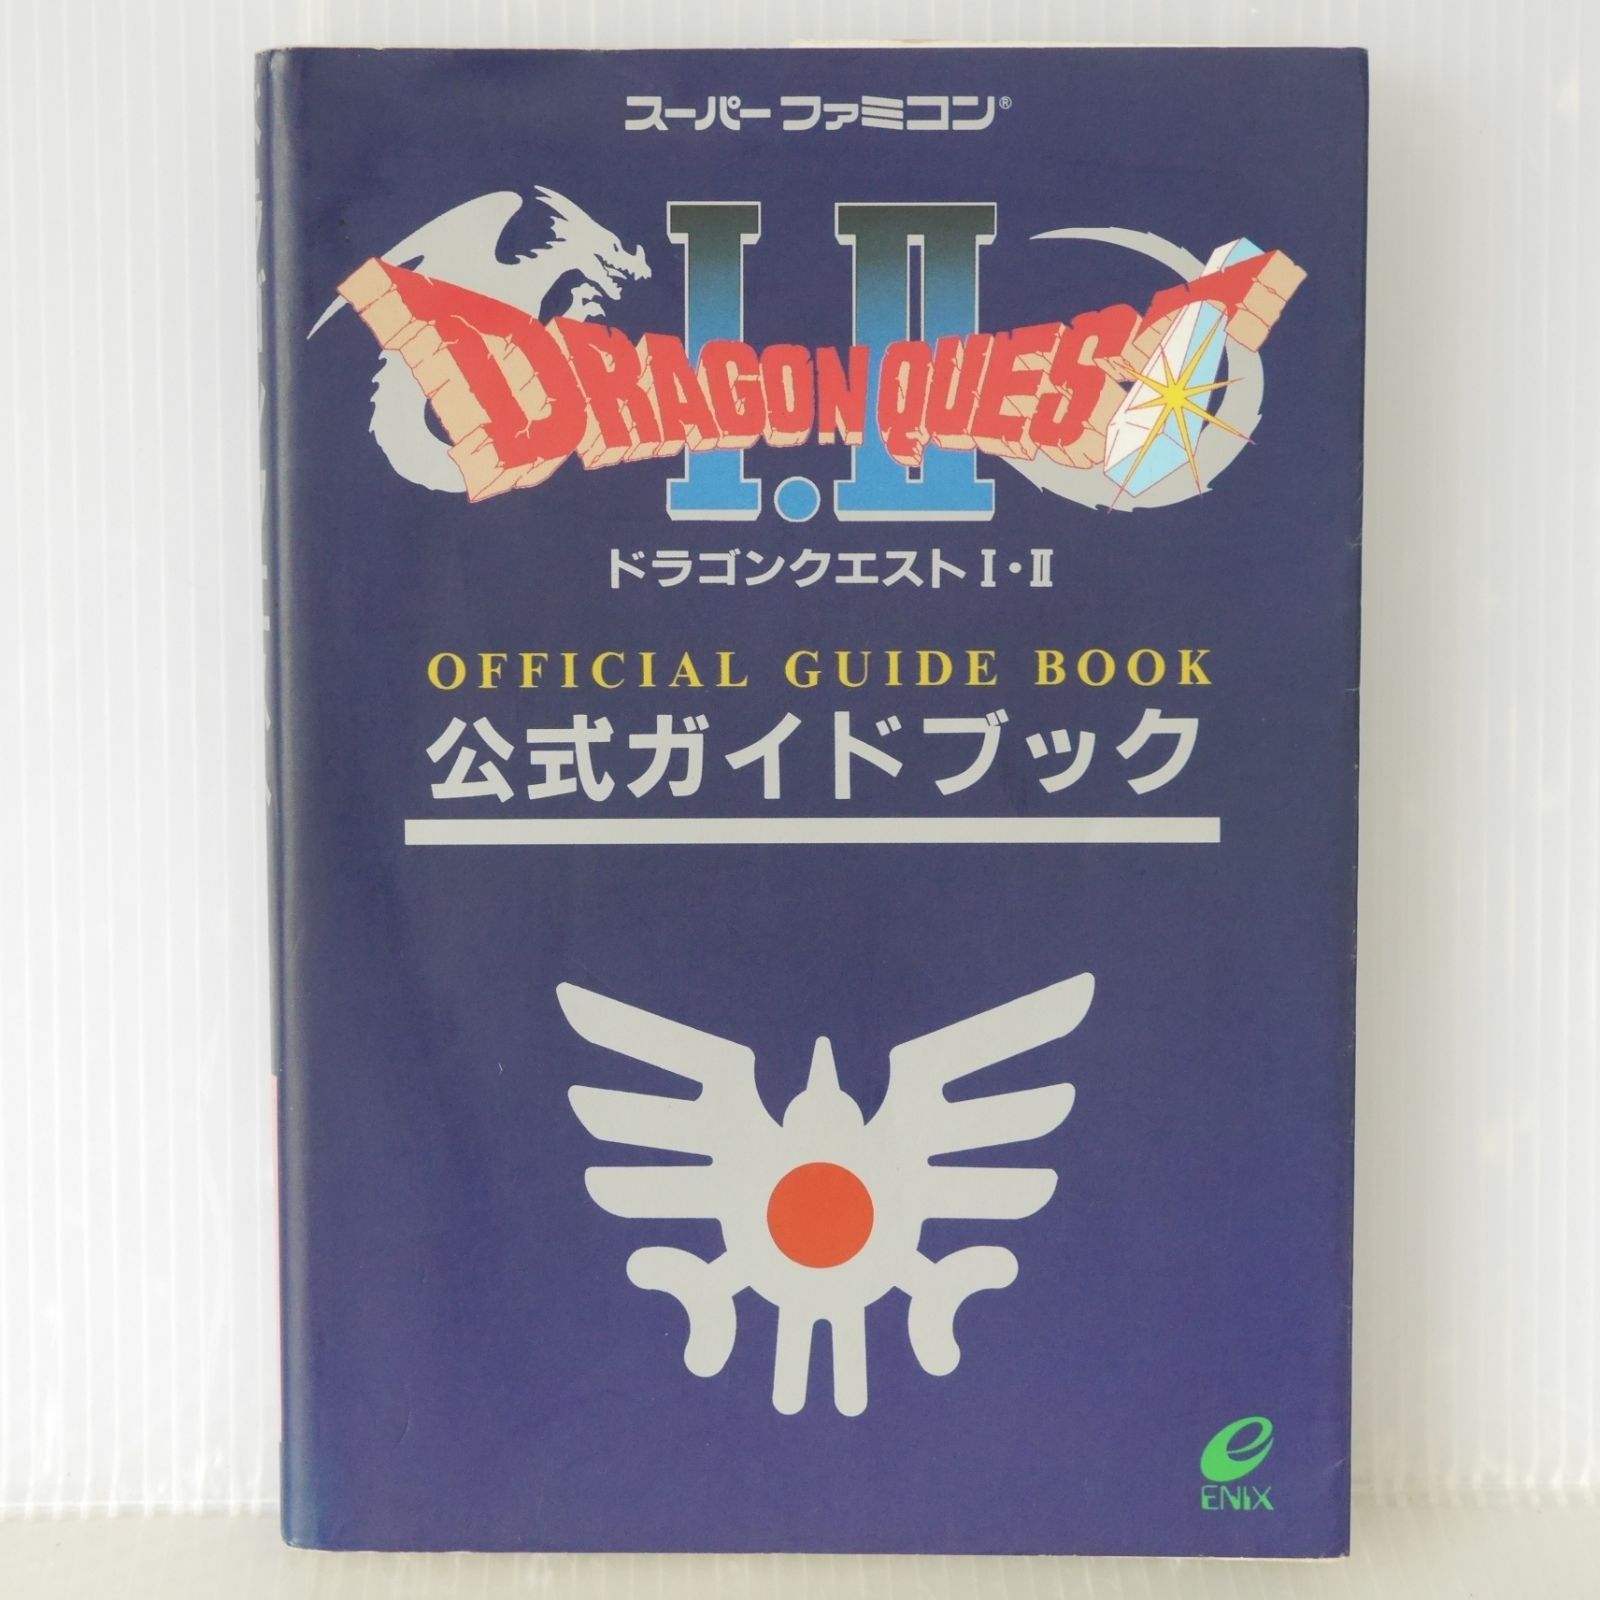 スーパーファミコン®
I・II
DRAGON QUEST
ドラゴンクエストI・II
OFFICIAL GUIDE BOOK
公式ガイドブック
ENIX